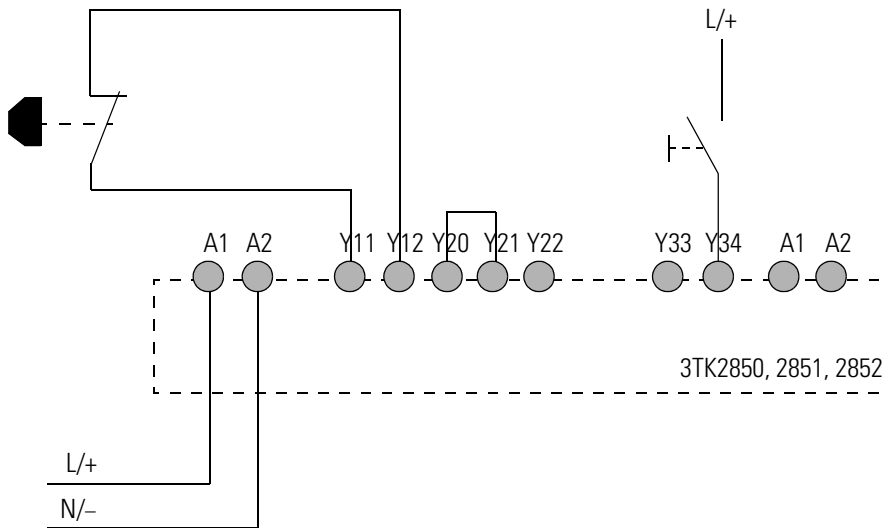 L/+
A1 A2 Y11 Y12 Y20 Y21 Y22 Y33 Y34 A1 A2
3TK2850, 2851, 2852
L/+
N/–